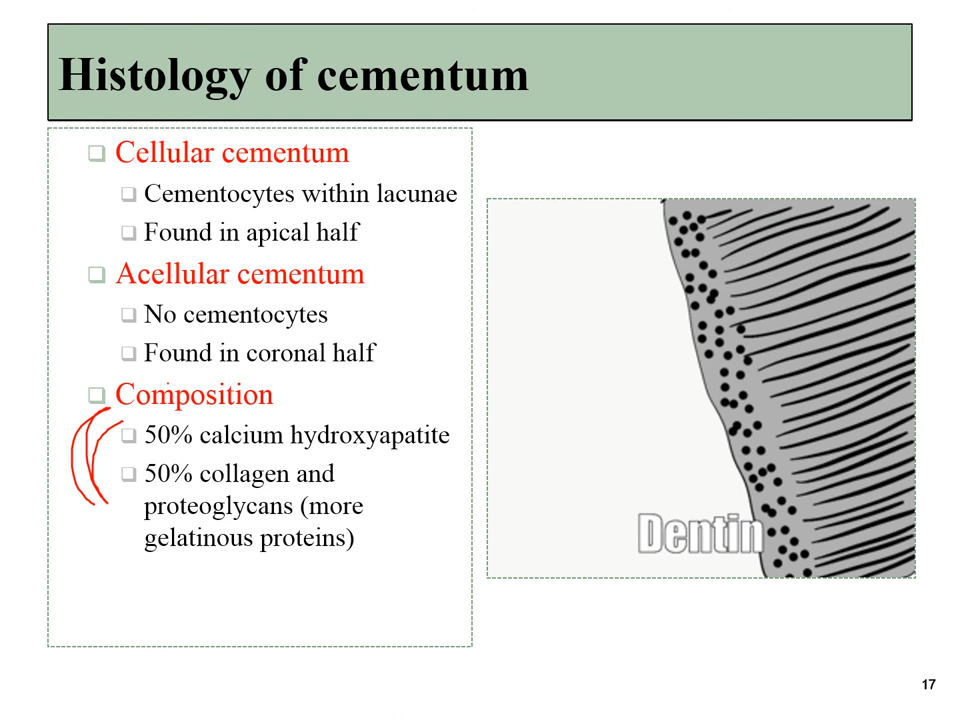 Histology of cementum
Cellular cementum
Cementocytes within lacunae
Found in apical half
Acellular cementum
No cementocytes
Found in coronal half
Composition
50% calcium hydroxyapatite
50% collagen and
proteoglycans (more
gelatinous proteins)
Dentin
17